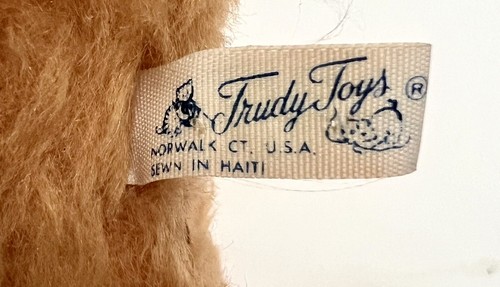 Trudy Toys ®
NORWALK CT. U.S.A.
SEWN IN HAITI